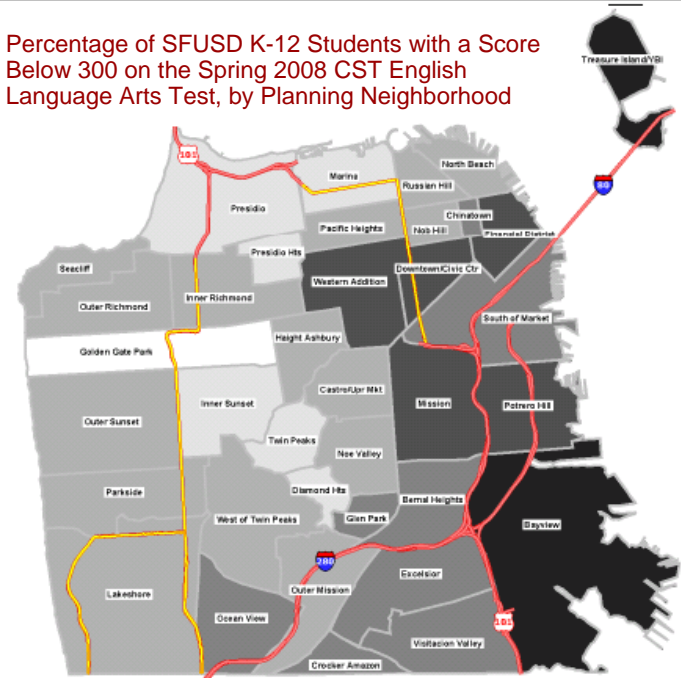 Percentage of SFUSD K-12 Students with a Score
Below 300 on the Spring 2008 CST English
Language Arts Test, by Planning Neighborhood
Treasure Island/YBI
101
Marina
North Beach
Russian Hill
80
Presidio
Chinatown
Pacific Heights
Nob Hill
Financial District
Presidio Hts
Seacliff
Downtown/Civic Ctr
Western Addition
Inner Richmond
Outer Richmond
South of Market
Haight Ashbury
Golden Gate Park
Castro/Upr Mkt
Inner Sunset
Mission
Potrero Hill
Outer Sunset
Twin Peaks
Noe Valley
Diamond Hts
Parkside
Bernal Heights
West of Twin Peaks
Glen Park
Bayview
280
Excelsior
Outer Mission
Lakeshore
Ocean View
101
Visitacion Valley
Crocker Amazon